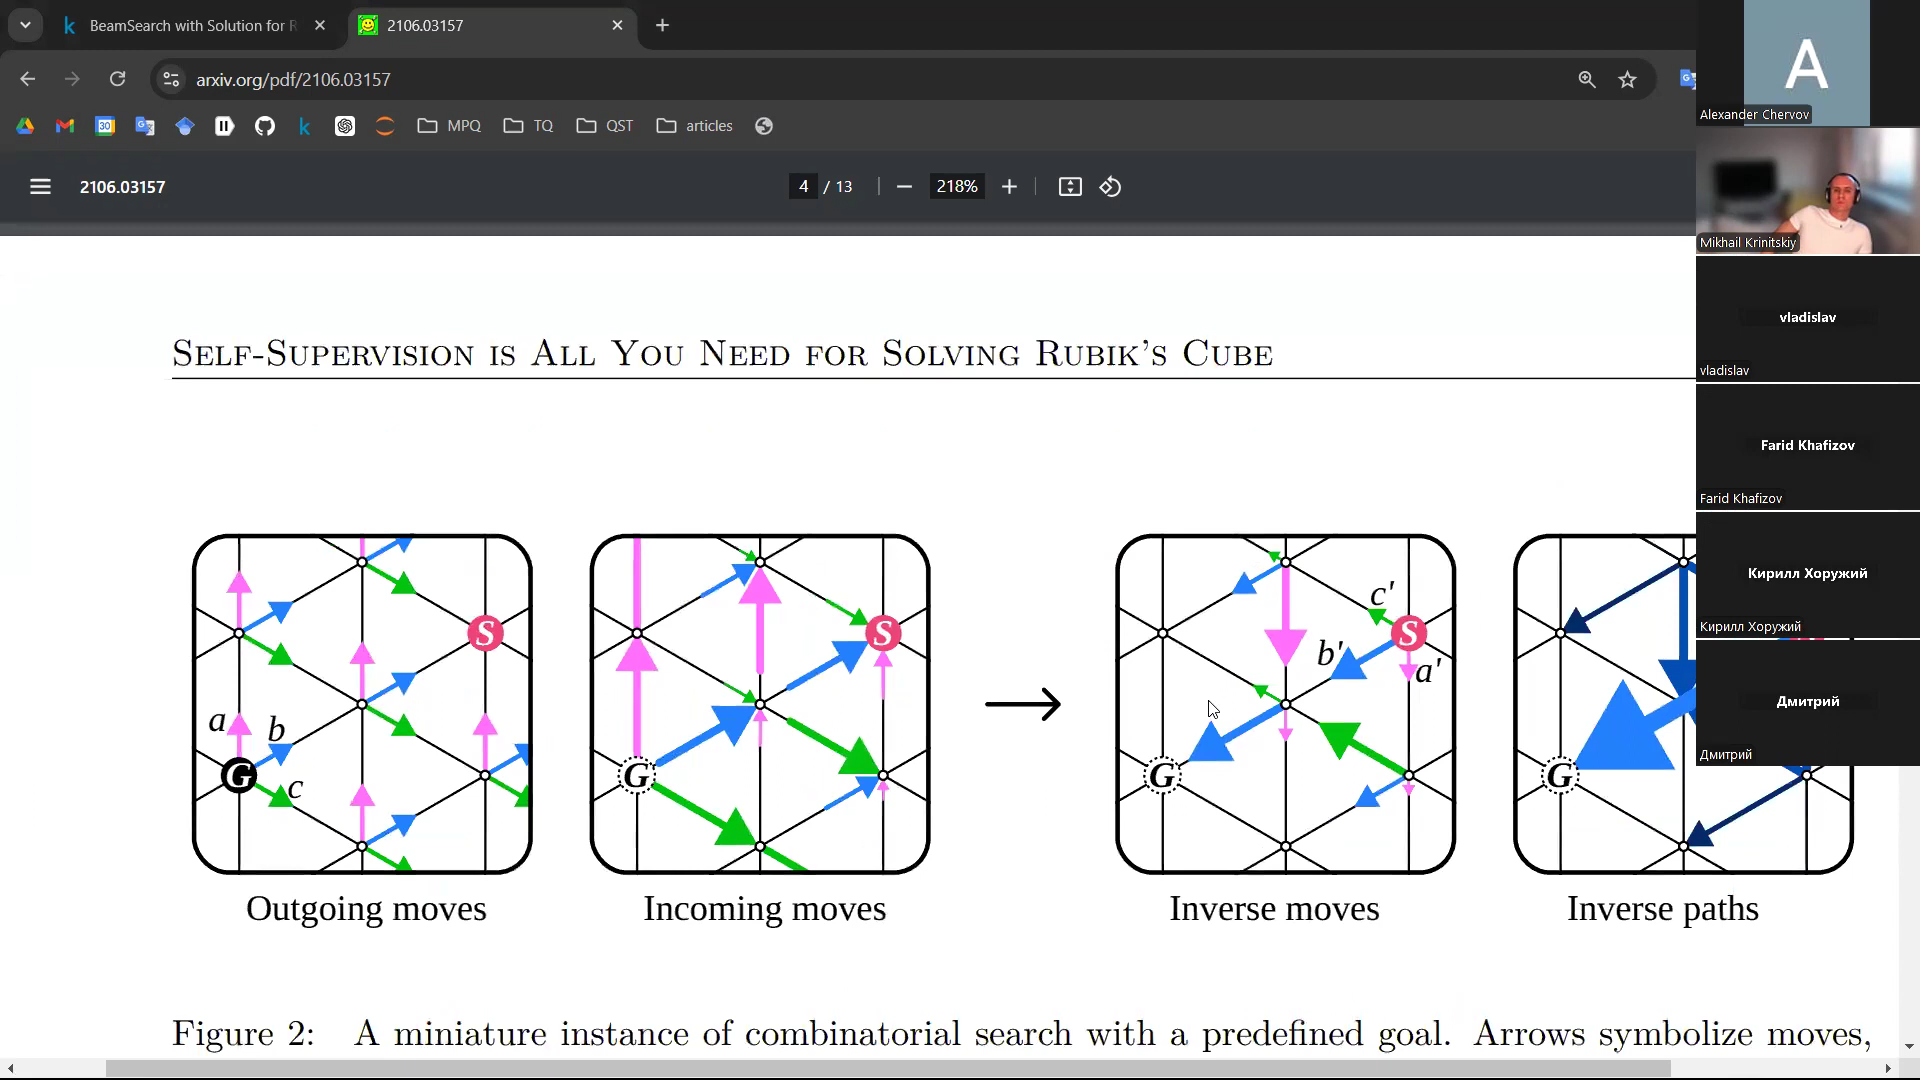 BeamSearch with Solution for R
2106.03157
arxiv.org/pdf/2106.03157
MPQ
TQ
QST
articles
2106.03157
4 / 13
218%
A
Alexander Chervov
Mikhail Krinitskiy
vladislav
vladislav
Farid Khafizov
Farid Khafizov
Кирилл Хоружий
Кирилл Хоружий
Дмитрий
Дмитрий
Self-Supervision is All You Need for Solving Rubik's Cube
S
a
b
G
c
S
G
c'
S
b'
a'
G
G
Outgoing moves
Incoming moves
Inverse moves
Inverse paths
Figure 2: A miniature instance of combinatorial search with a predefined goal. Arrows symbolize moves,